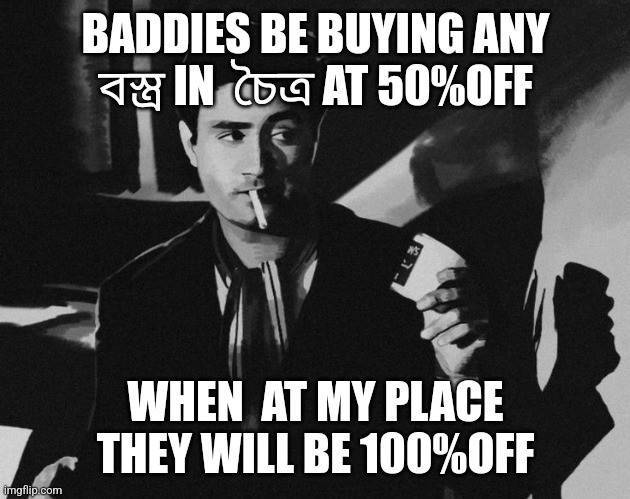 BADDIES BE BUYING ANY
বস্ত্র IN চৈত্র AT 50%OFF
WHEN AT MY PLACE
THEY WILL BE 100%OFF
imgflip.com